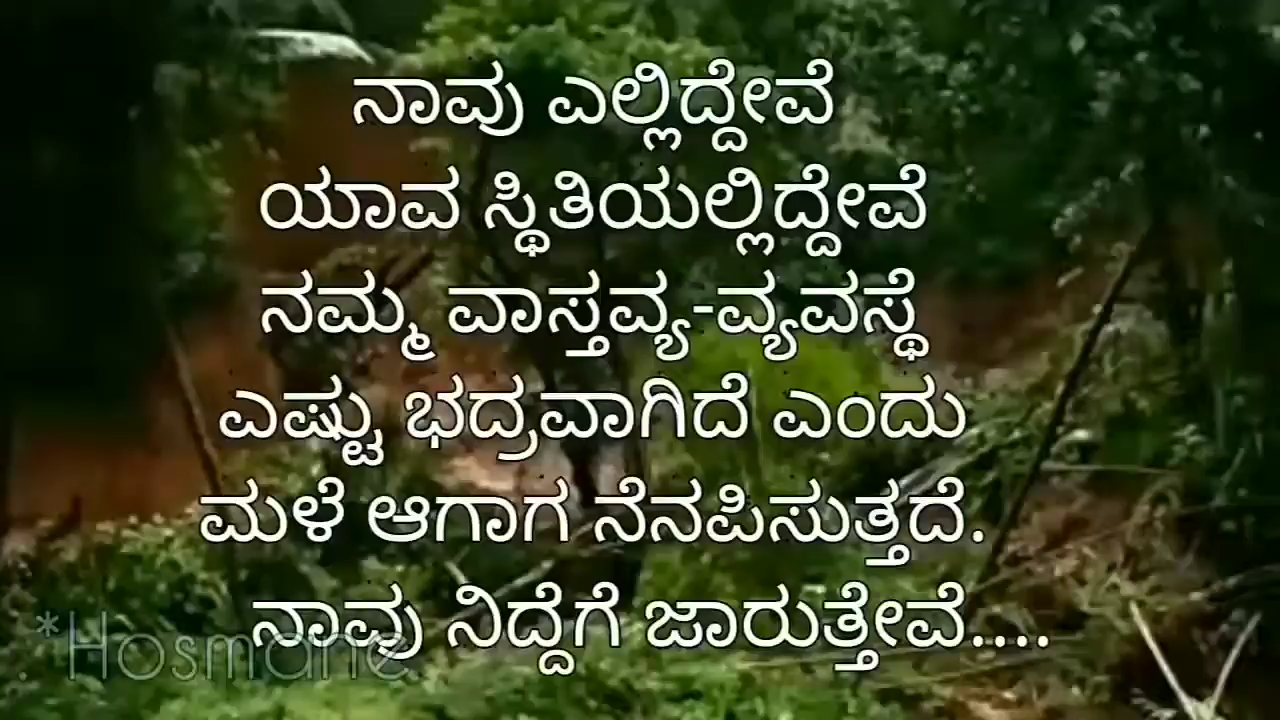 ನಾವು ಎಲ್ಲಿದ್ದೇವೆ
ಯಾವ ಸ್ಥಿತಿಯಲ್ಲಿದ್ದೇವೆ
ನಮ್ಮ ವಾಸ್ತವ್ಯ-ವ್ಯವಸ್ಥೆ
ಎಷ್ಟು ಭದ್ರವಾಗಿದೆ ಎಂದು
ಮಳೆ ಆಗಾಗ ನೆನಪಿಸುತ್ತದೆ.
ನಾವು ನಿದ್ದೆಗೆ ಜಾರುತ್ತೇವೆ....
*Hosmane